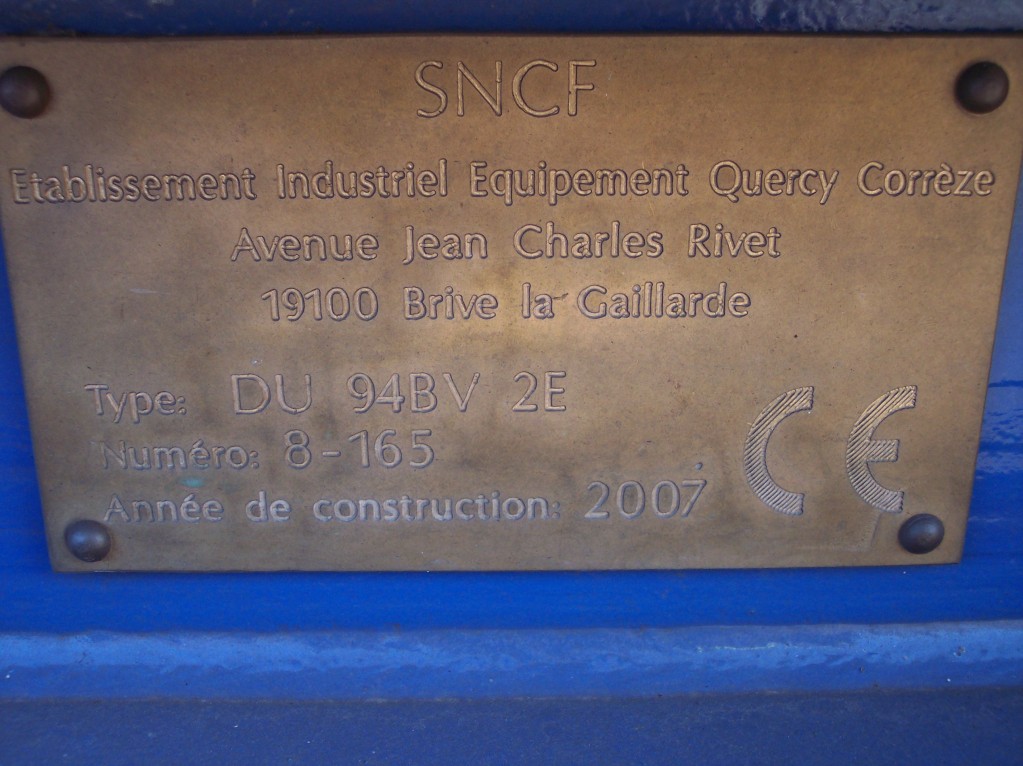 SNCF
Etablissement Industriel Equipement Quercy Corrèze
Avenue Jean Charles Rivet
19100 Brive la Gaillarde
Type: DU 94BV 2E
Numéro: 8-165
Année de construction: 2007
CE